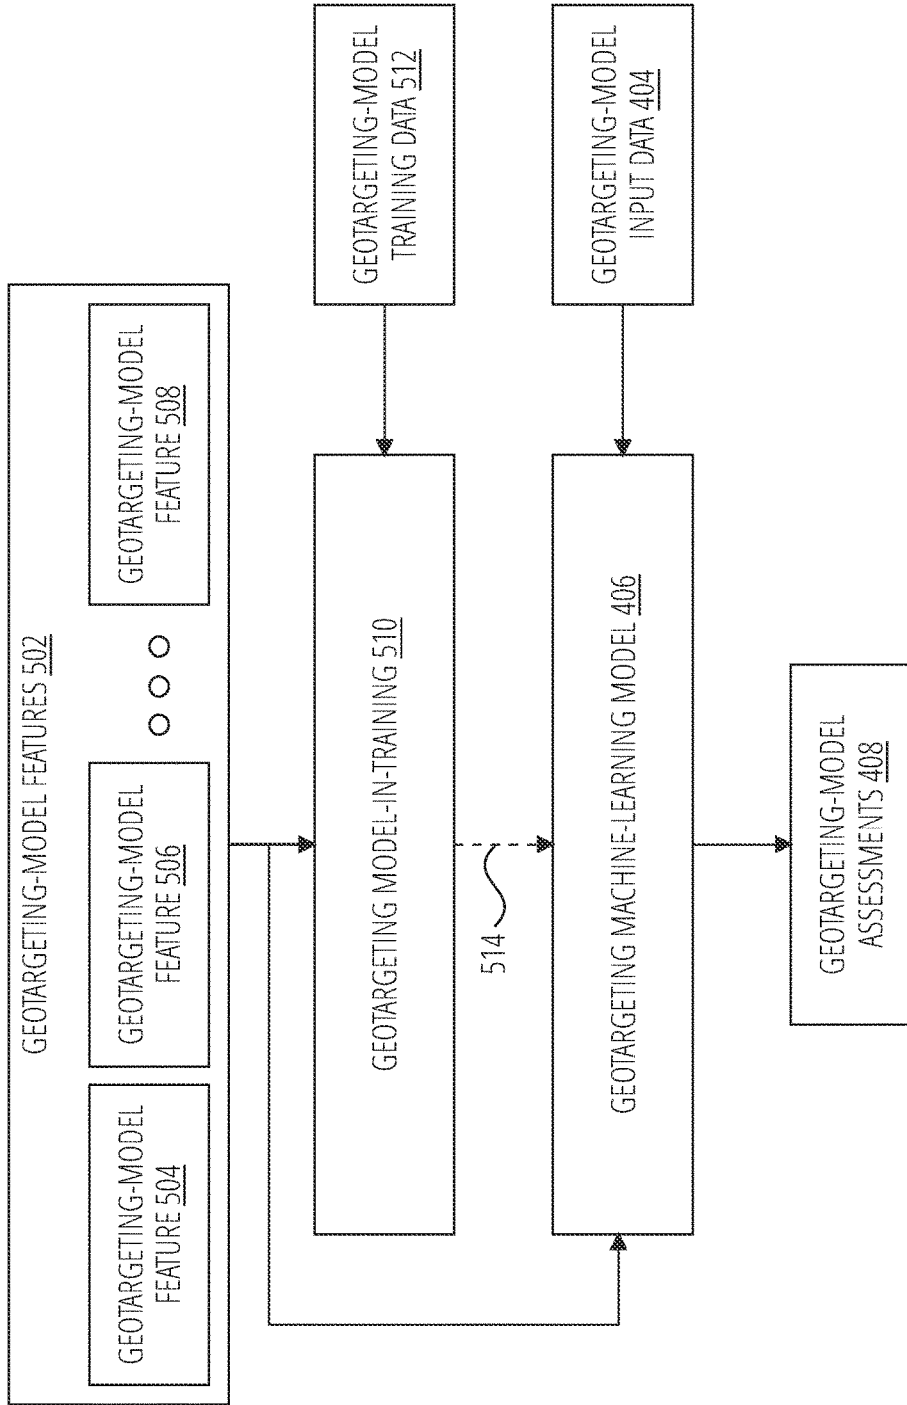 GEOTARGETING-MODEL FEATURES 502
GEOTARGETING-MODEL
FEATURE 504
GEOTARGETING-MODEL
FEATURE 506
GEOTARGETING-MODEL
FEATURE 508
GEOTARGETING MODEL-IN-TRAINING 510
GEOTARGETING-MODEL
TRAINING DATA 512
514
GEOTARGETING MACHINE-LEARNING MODEL 406
GEOTARGETING-MODEL
INPUT DATA 404
GEOTARGETING-MODEL
ASSESSMENTS 408